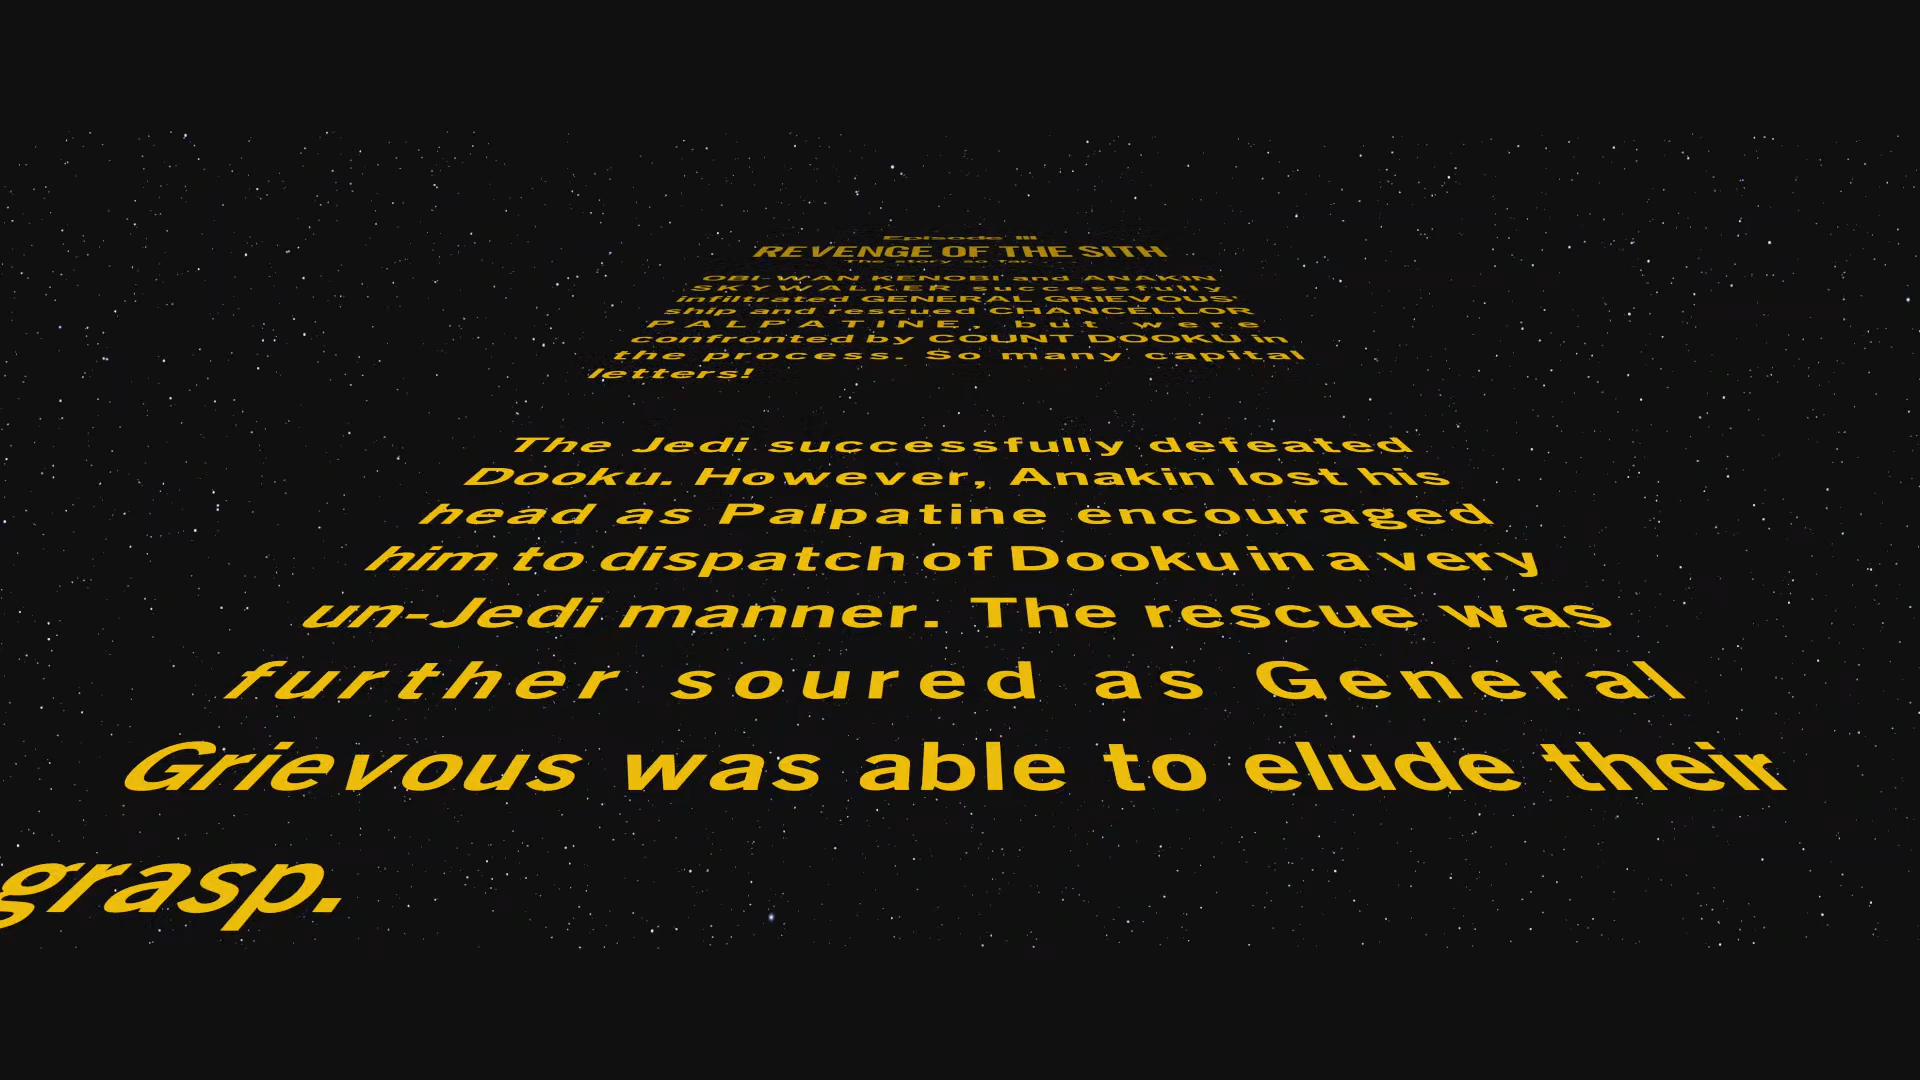 Episode III
REVENGE OF THE SITH
The story so far...
OBI-WAN KENOBI and ANAKIN
SKYWALKER successfully
infiltrated GENERAL GRIEVOUS'
ship and rescued CHANCELLOR
PALPATINE, but were
confronted by COUNT DOOKU in
the process. So many capital
letters!
The Jedi successfully defeated
Dooku. However, Anakin lost his
head as Palpatine encouraged
him to dispatch of Dooku in a very
un-Jedi manner. The rescue was
further soured as General
Grievous was able to elude their
grasp.